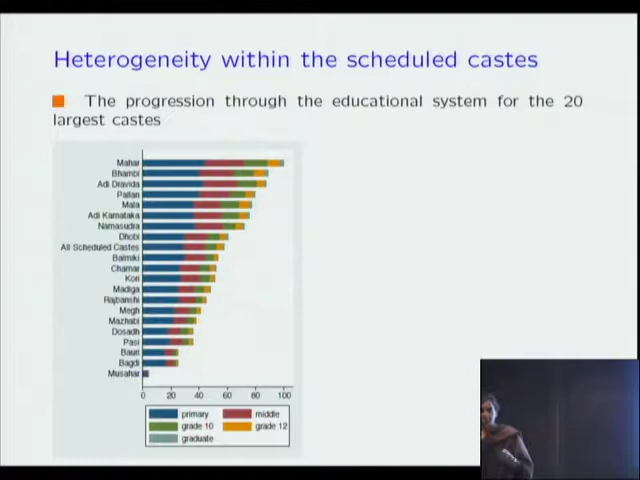 Heterogeneity within the scheduled castes
The progression through the educational system for the 20
largest castes
Mahar
Bhambi
Adi Dravida
Pallan
Mala
Adi Karnataka
Namasudra
Dhobi
All Scheduled Castes
Balmiki
Chamar
Kori
Madiga
Rajbanshi
Megh
Mazhabi
Dosadh
Pasi
Bauri
Bagdi
Musahar
0 20 40 60 80 100
primary middle
grade 10 grade 12
graduate